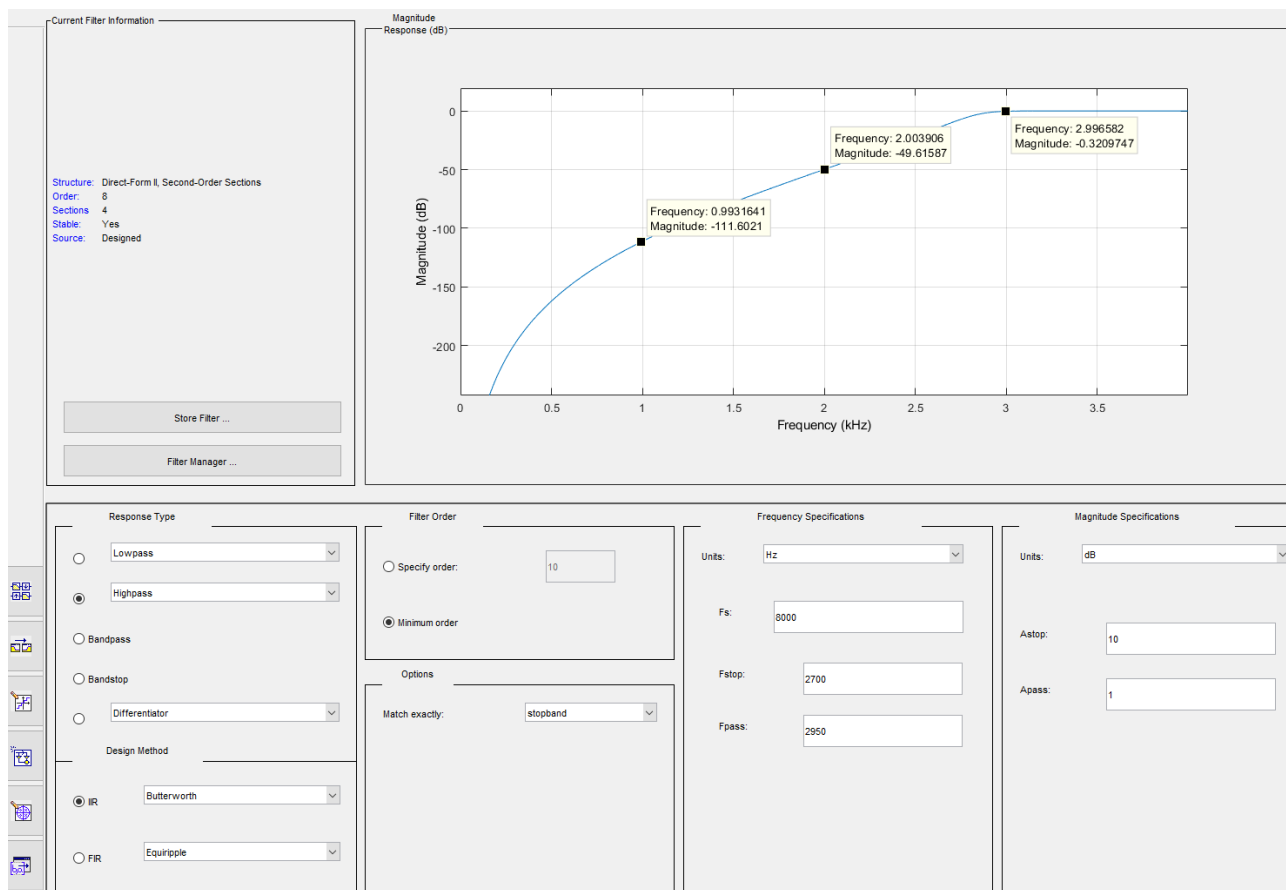 Current Filter Information
Structure: Direct-Form II, Second-Order Sections
Order: 8
Sections 4
Stable: Yes
Source: Designed
Store Filter ...
Filter Manager ...
Magnitude
Response (dB)
Magnitude (dB)
0
-50
-100
-150
-200
Frequency: 0.9931641
Magnitude: -111.6021
Frequency: 2.003906
Magnitude: -49.61587
Frequency: 2.996582
Magnitude: -0.3209747
0 0.5 1 1.5 2 2.5 3 3.5
Frequency (kHz)
Response Type
Lowpass
Highpass
Bandpass
Bandstop
Differentiator
Design Method
IIR Butterworth
FIR Equiripple
Filter Order
Specify order: 10
Minimum order
Options
Match exactly: stopband
Frequency Specifications
Units: Hz
Fs: 8000
Fstop: 2700
Fpass: 2950
Magnitude Specifications
Units: dB
Astop: 10
Apass: 1